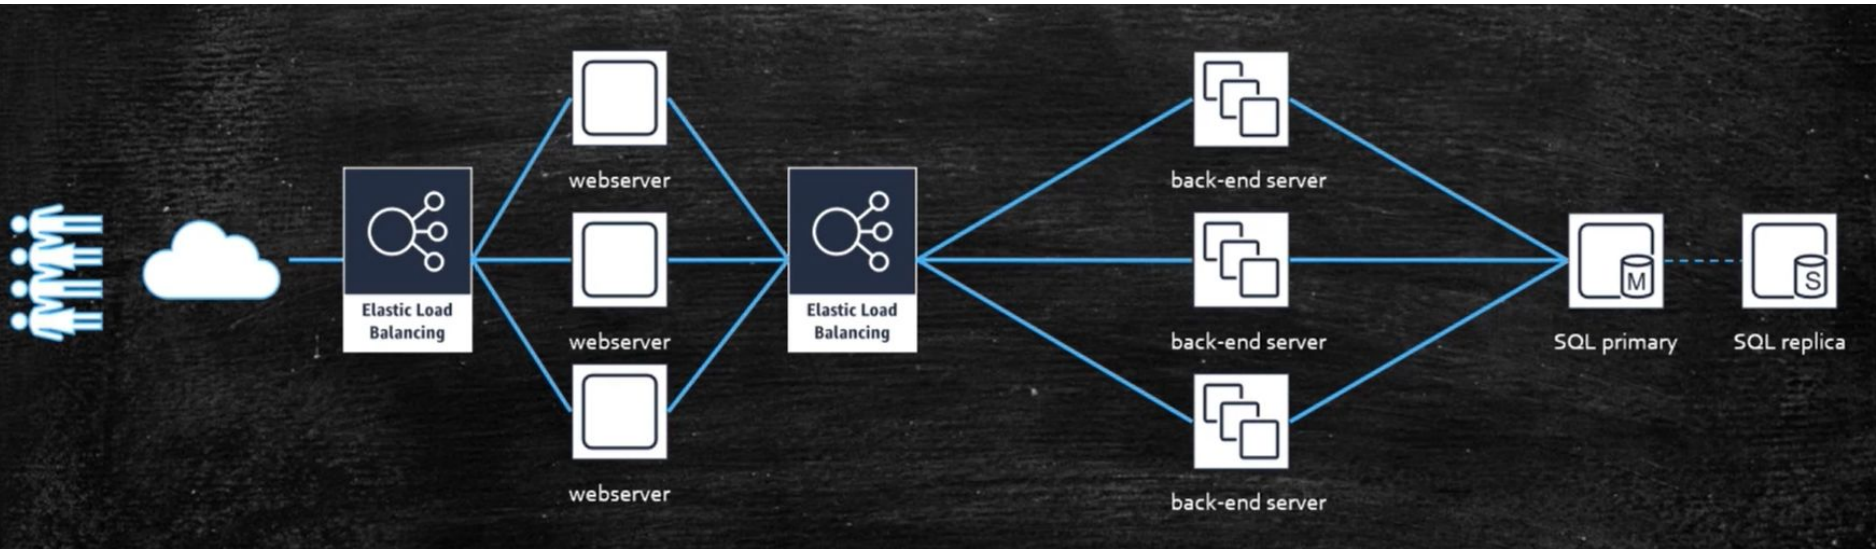 webserver
back-end server
Elastic Load
Balancing
webserver
Elastic Load
Balancing
back-end server
M
SQL primary
S
SQL replica
webserver
back-end server